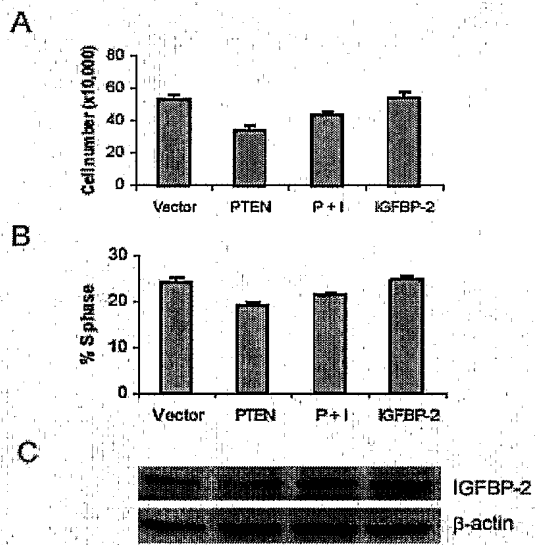 A
80
60
40
20
0
Cell number (x10,000)
Vector PTEN P + I IGFBP-2
B
30
20
10
0
% S phase
Vector PTEN P + I IGFBP-2
C
IGFBP-2
β-actin